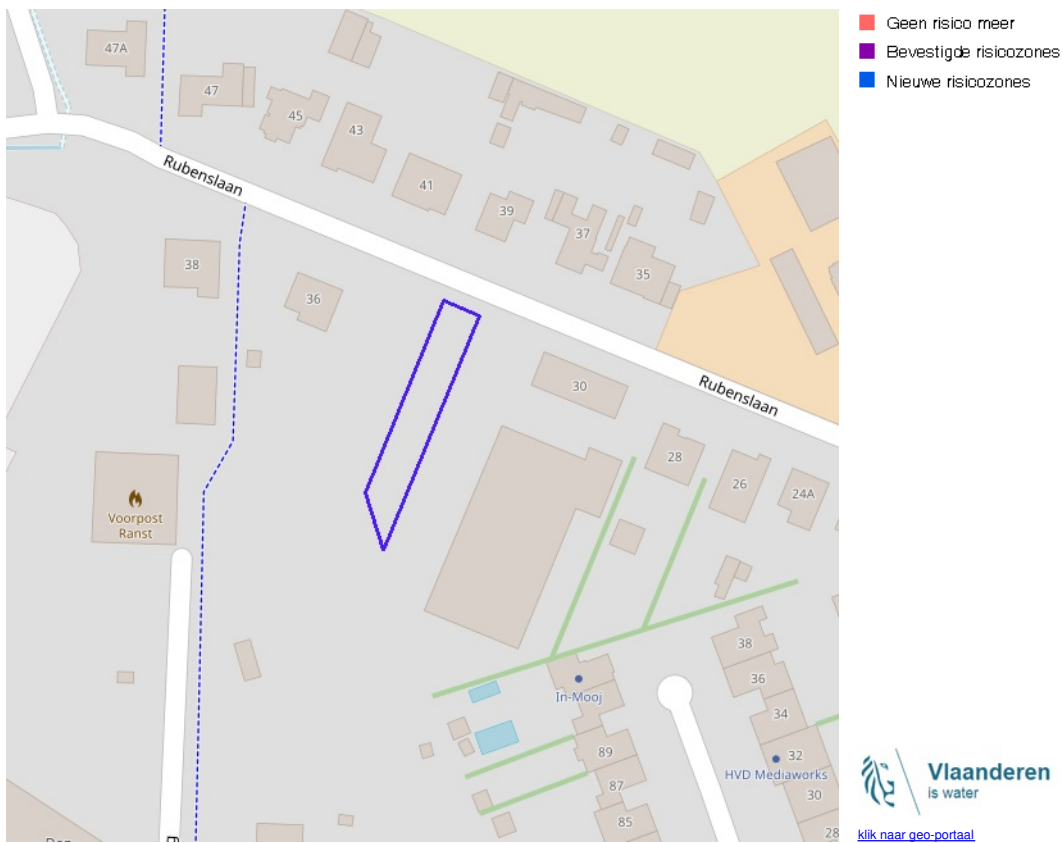 Geen risico meer
Bevestigde risicozones
Nieuwe risicozones
47A
47
45
43
41
39
37
35
Rubenslaan
38
36
30
Rubenslaan
28
26
24A
Voorpost
Ranst
In-Mooj
38
36
34
32
HVD Mediaworks
30
28
89
87
85
Vlaanderen
is water
klik naar geo-portaal